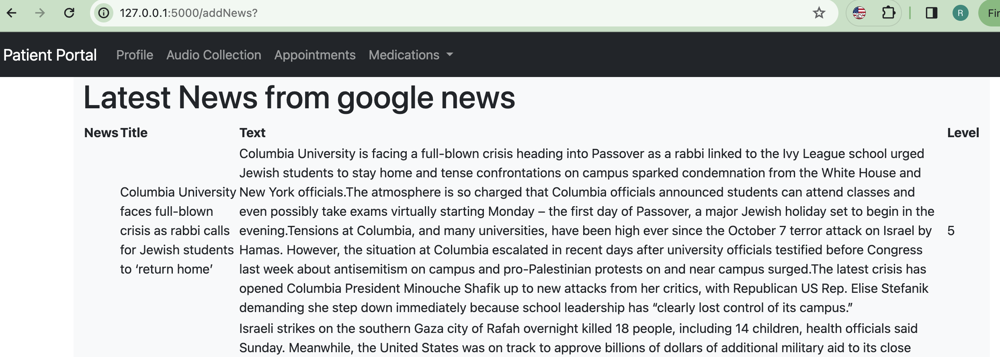 127.0.0.1:5000/addNews?
R
Fir
Patient Portal Profile Audio Collection Appointments Medications
Latest News from google news
News Title Text Level
Columbia University faces full-blown crisis as rabbi calls for Jewish students to ‘return home’
Columbia University is facing a full-blown crisis heading into Passover as a rabbi linked to the Ivy League school urged
Jewish students to stay home and tense confrontations on campus sparked condemnation from the White House and
New York officials.The atmosphere is so charged that Columbia officials announced students can attend classes and
even possibly take exams virtually starting Monday – the first day of Passover, a major Jewish holiday set to begin in the
evening.Tensions at Columbia, and many universities, have been high ever since the October 7 terror attack on Israel by
Hamas. However, the situation at Columbia escalated in recent days after university officials testified before Congress
last week about antisemitism on campus and pro-Palestinian protests on and near campus surged.The latest crisis has
opened Columbia President Minouche Shafik up to new attacks from her critics, with Republican US Rep. Elise Stefanik
demanding she step down immediately because school leadership has “clearly lost control of its campus.”
5
Israeli strikes on the southern Gaza city of Rafah overnight killed 18 people, including 14 children, health officials said
Sunday. Meanwhile, the United States was on track to approve billions of dollars of additional military aid to its close